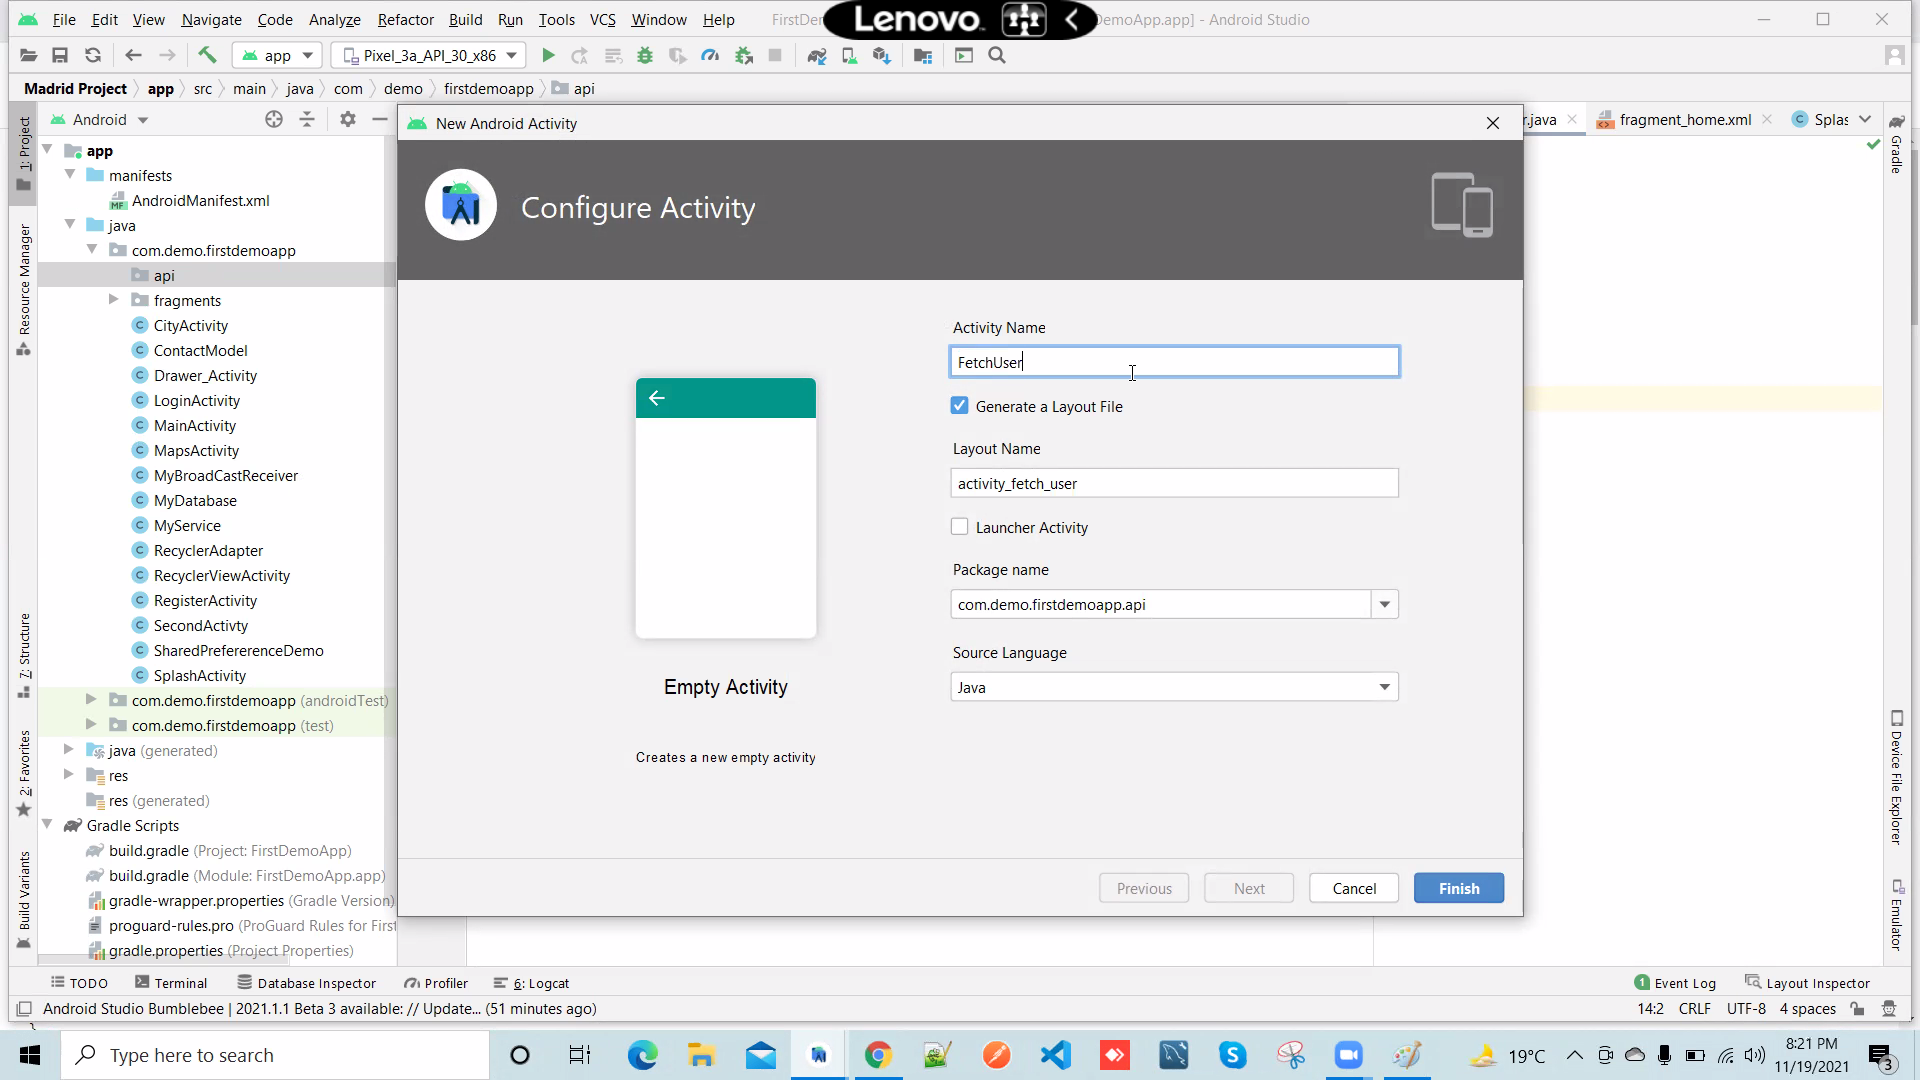 File Edit View Navigate Code Analyze Refactor Build Run Tools VCS Window Help FirstDem Lenovo DemoApp.app] - Android Studio
app Pixel_3a_API_30_x86
Madrid Project app src main java com demo firstdemoapp api
Android
New Android Activity
r.java fragment_home.xml Splas
1: Project
Resource Manager
7: Structure
2: Favorites
Build Variants
Gradle
Device File Explorer
Emulator
app
manifests
AndroidManifest.xml
java
com.demo.firstdemoapp
api
fragments
CityActivity
ContactModel
Drawer_Activity
LoginActivity
MainActivity
MapsActivity
MyBroadCastReceiver
MyDatabase
MyService
RecyclerAdapter
RecyclerViewActivity
RegisterActivity
SecondActivty
SharedPrefererenceDemo
SplashActivity
com.demo.firstdemoapp (androidTest)
com.demo.firstdemoapp (test)
java (generated)
res
res (generated)
Gradle Scripts
build.gradle (Project: FirstDemoApp)
build.gradle (Module: FirstDemoApp.app)
gradle-wrapper.properties (Gradle Version)
proguard-rules.pro (ProGuard Rules for First
gradle.properties (Project Properties)
Configure Activity
Empty Activity
Creates a new empty activity
Activity Name
FetchUser
Generate a Layout File
Layout Name
activity_fetch_user
Launcher Activity
Package name
com.demo.firstdemoapp.api
Source Language
Java
Previous Next Cancel Finish
TODO Terminal Database Inspector Profiler 6: Logcat 1 Event Log Layout Inspector
Android Studio Bumblebee | 2021.1.1 Beta 3 available: // Update... (51 minutes ago) 14:2 CRLF UTF-8 4 spaces
Type here to search 19°C 8:21 PM
11/19/2021 3